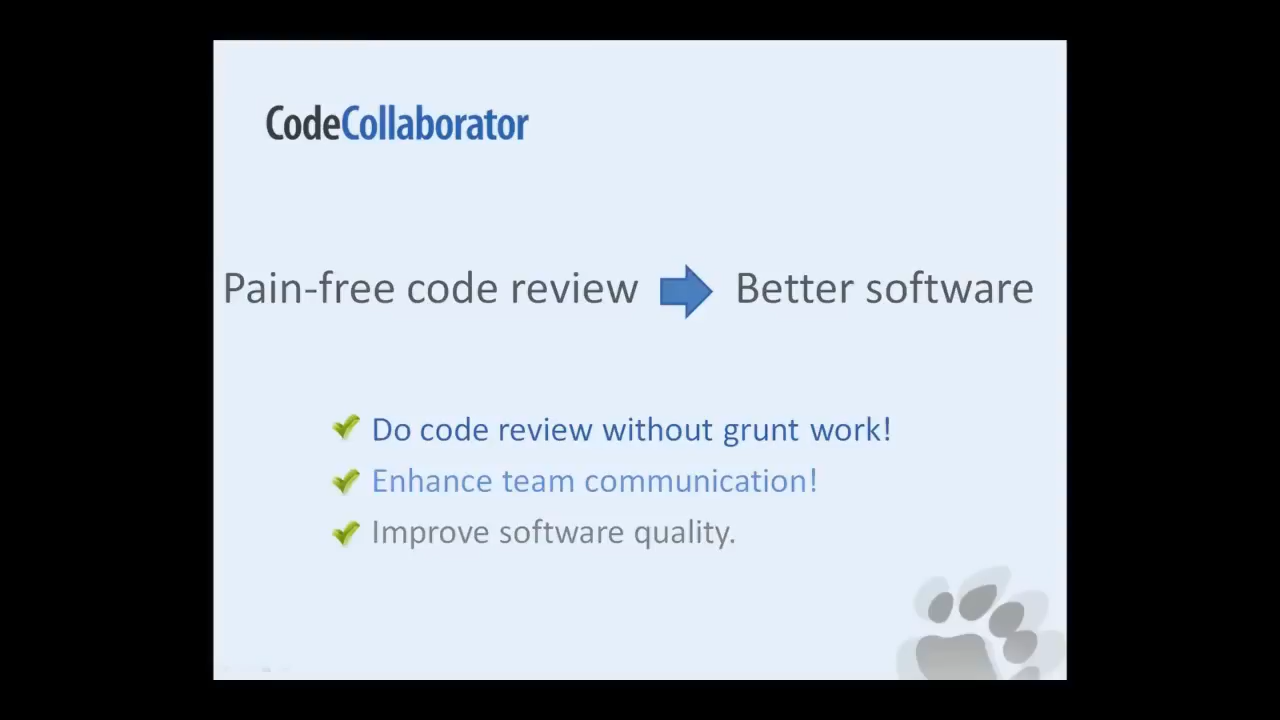 CodeCollaborator
Pain-free code review Better software
Do code review without grunt work!
Enhance team communication!
Improve software quality.